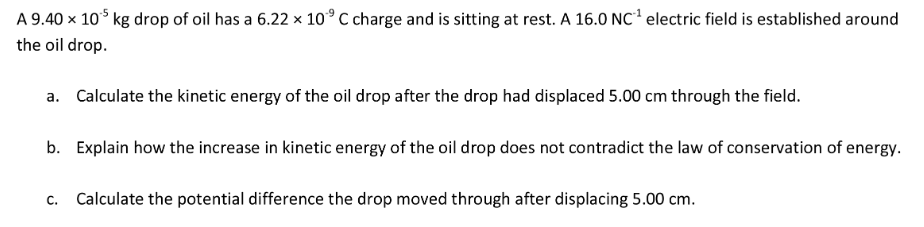 A 9.40 × 10⁻⁵ kg drop of oil has a 6.22 × 10⁻⁹ C charge and is sitting at rest. A 16.0 NC⁻¹ electric field is established around
the oil drop.
a. Calculate the kinetic energy of the oil drop after the drop had displaced 5.00 cm through the field.
b. Explain how the increase in kinetic energy of the oil drop does not contradict the law of conservation of energy.
c. Calculate the potential difference the drop moved through after displacing 5.00 cm.